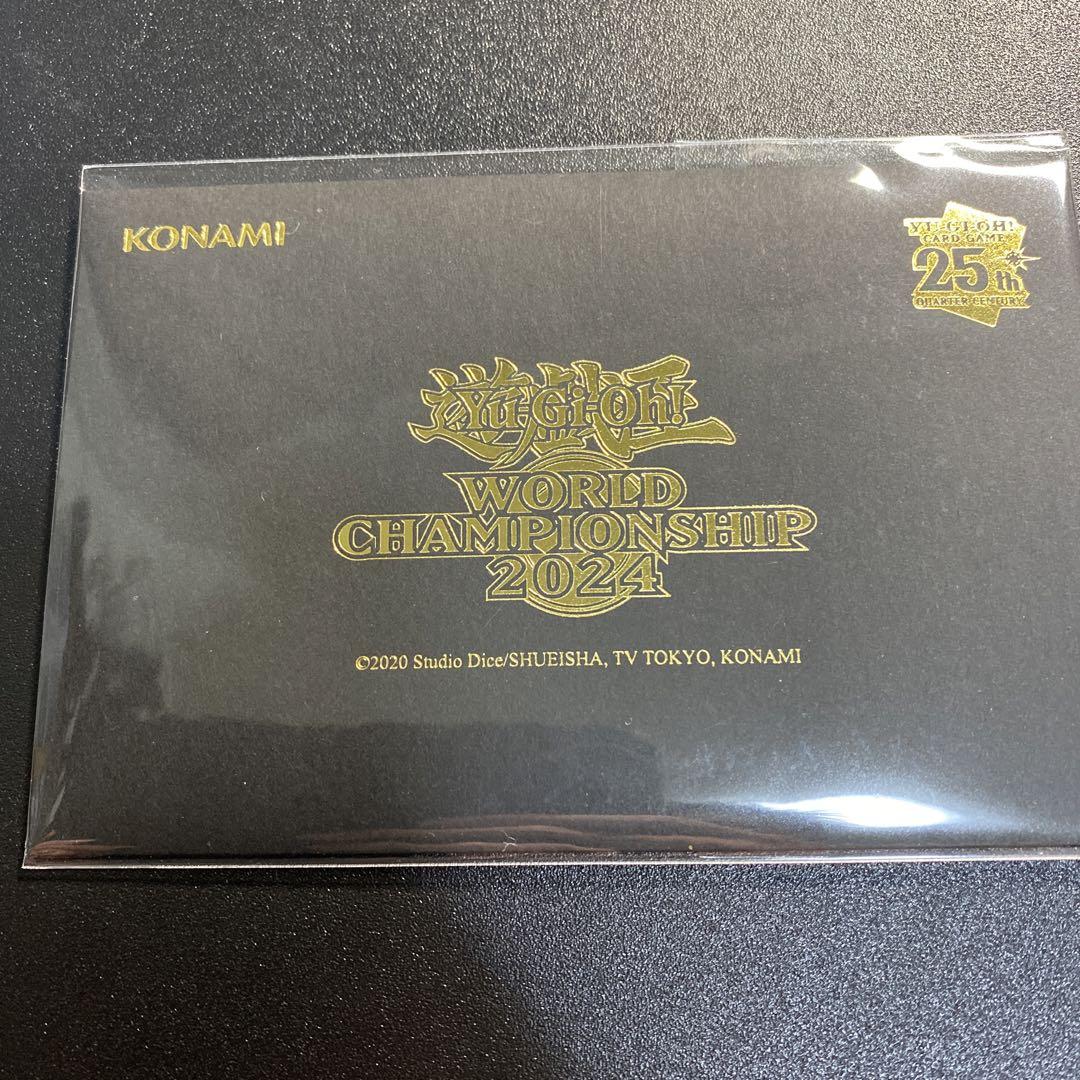 KONAMI
YU-GI-OH!
CARD GAME
25th
QUARTER CENTURY
遊戯王
Yu-Gi-Oh!
WORLD
CHAMPIONSHIP
2024
©2020 Studio Dice/SHUEISHA, TV TOKYO, KONAMI